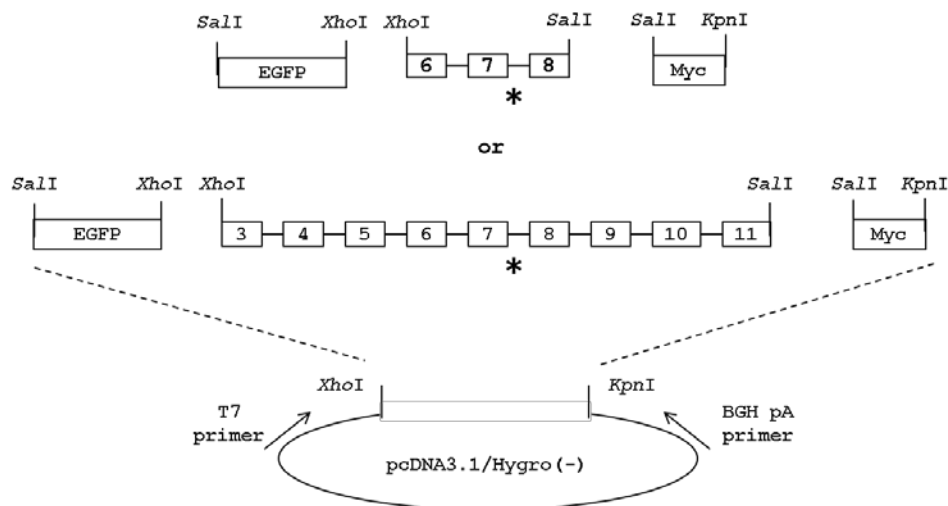 SalI XhoI XhoI SalI SalI KpnI
EGFP 6 7 8 Myc
*
or
SalI XhoI XhoI SalI SalI KpnI
EGFP 3 4 5 6 7 8 9 10 11 Myc
*
XhoI KpnI
T7 primer
BGH pA primer
pcDNA3.1/Hygro(-)